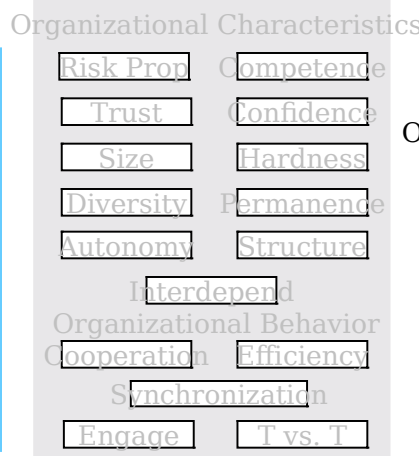 Organizational Characteristics
Risk Prop Competence
Trust Confidence
O
Size Hardness
Diversity Permanence
Autonomy Structure
Interdepend
Organizational Behavior
Cooperation Efficiency
Synchronization
Engage T vs. T